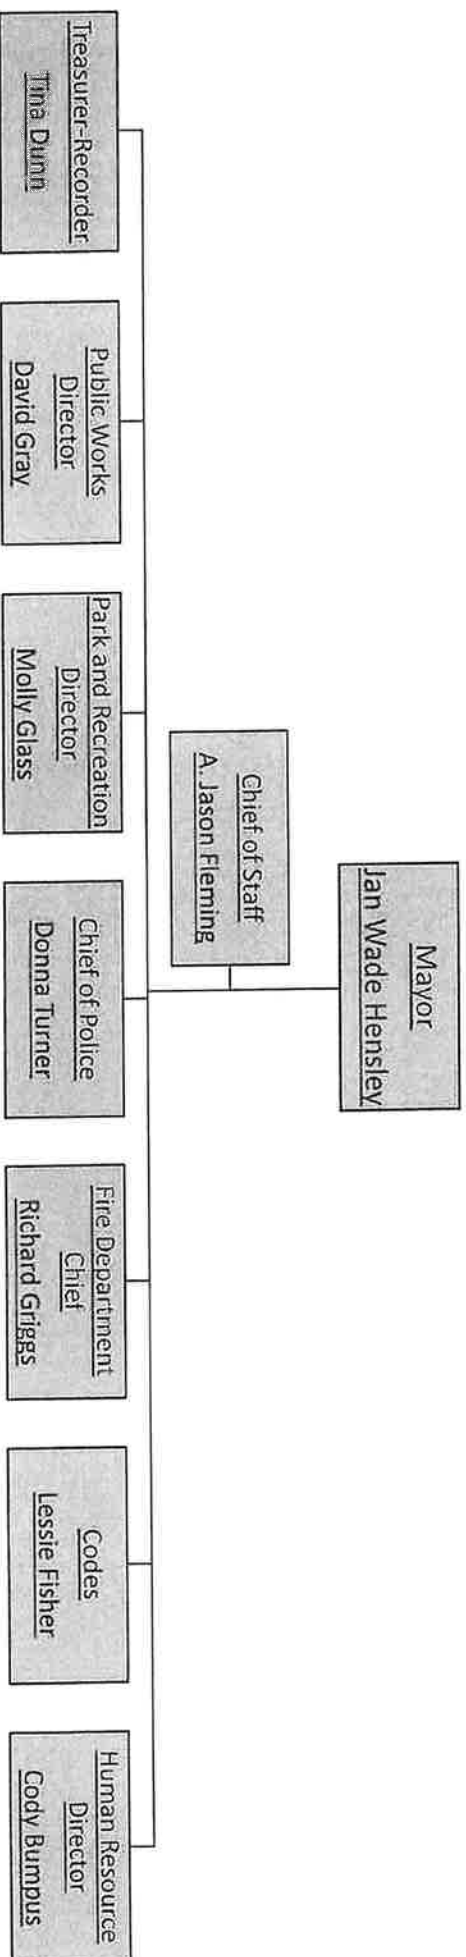 Mayor
Jan Wade Hensley
Chief of Staff
A. Jason Fleming
Treasurer-Recorder
Tina Dunn
Public Works
Director
David Gray
Park and Recreation
Director
Molly Glass
Chief of Police
Donna Turner
Fire Department
Chief
Richard Griggs
Codes
Lessie Fisher
Human Resource
Director
Cody Bumpus